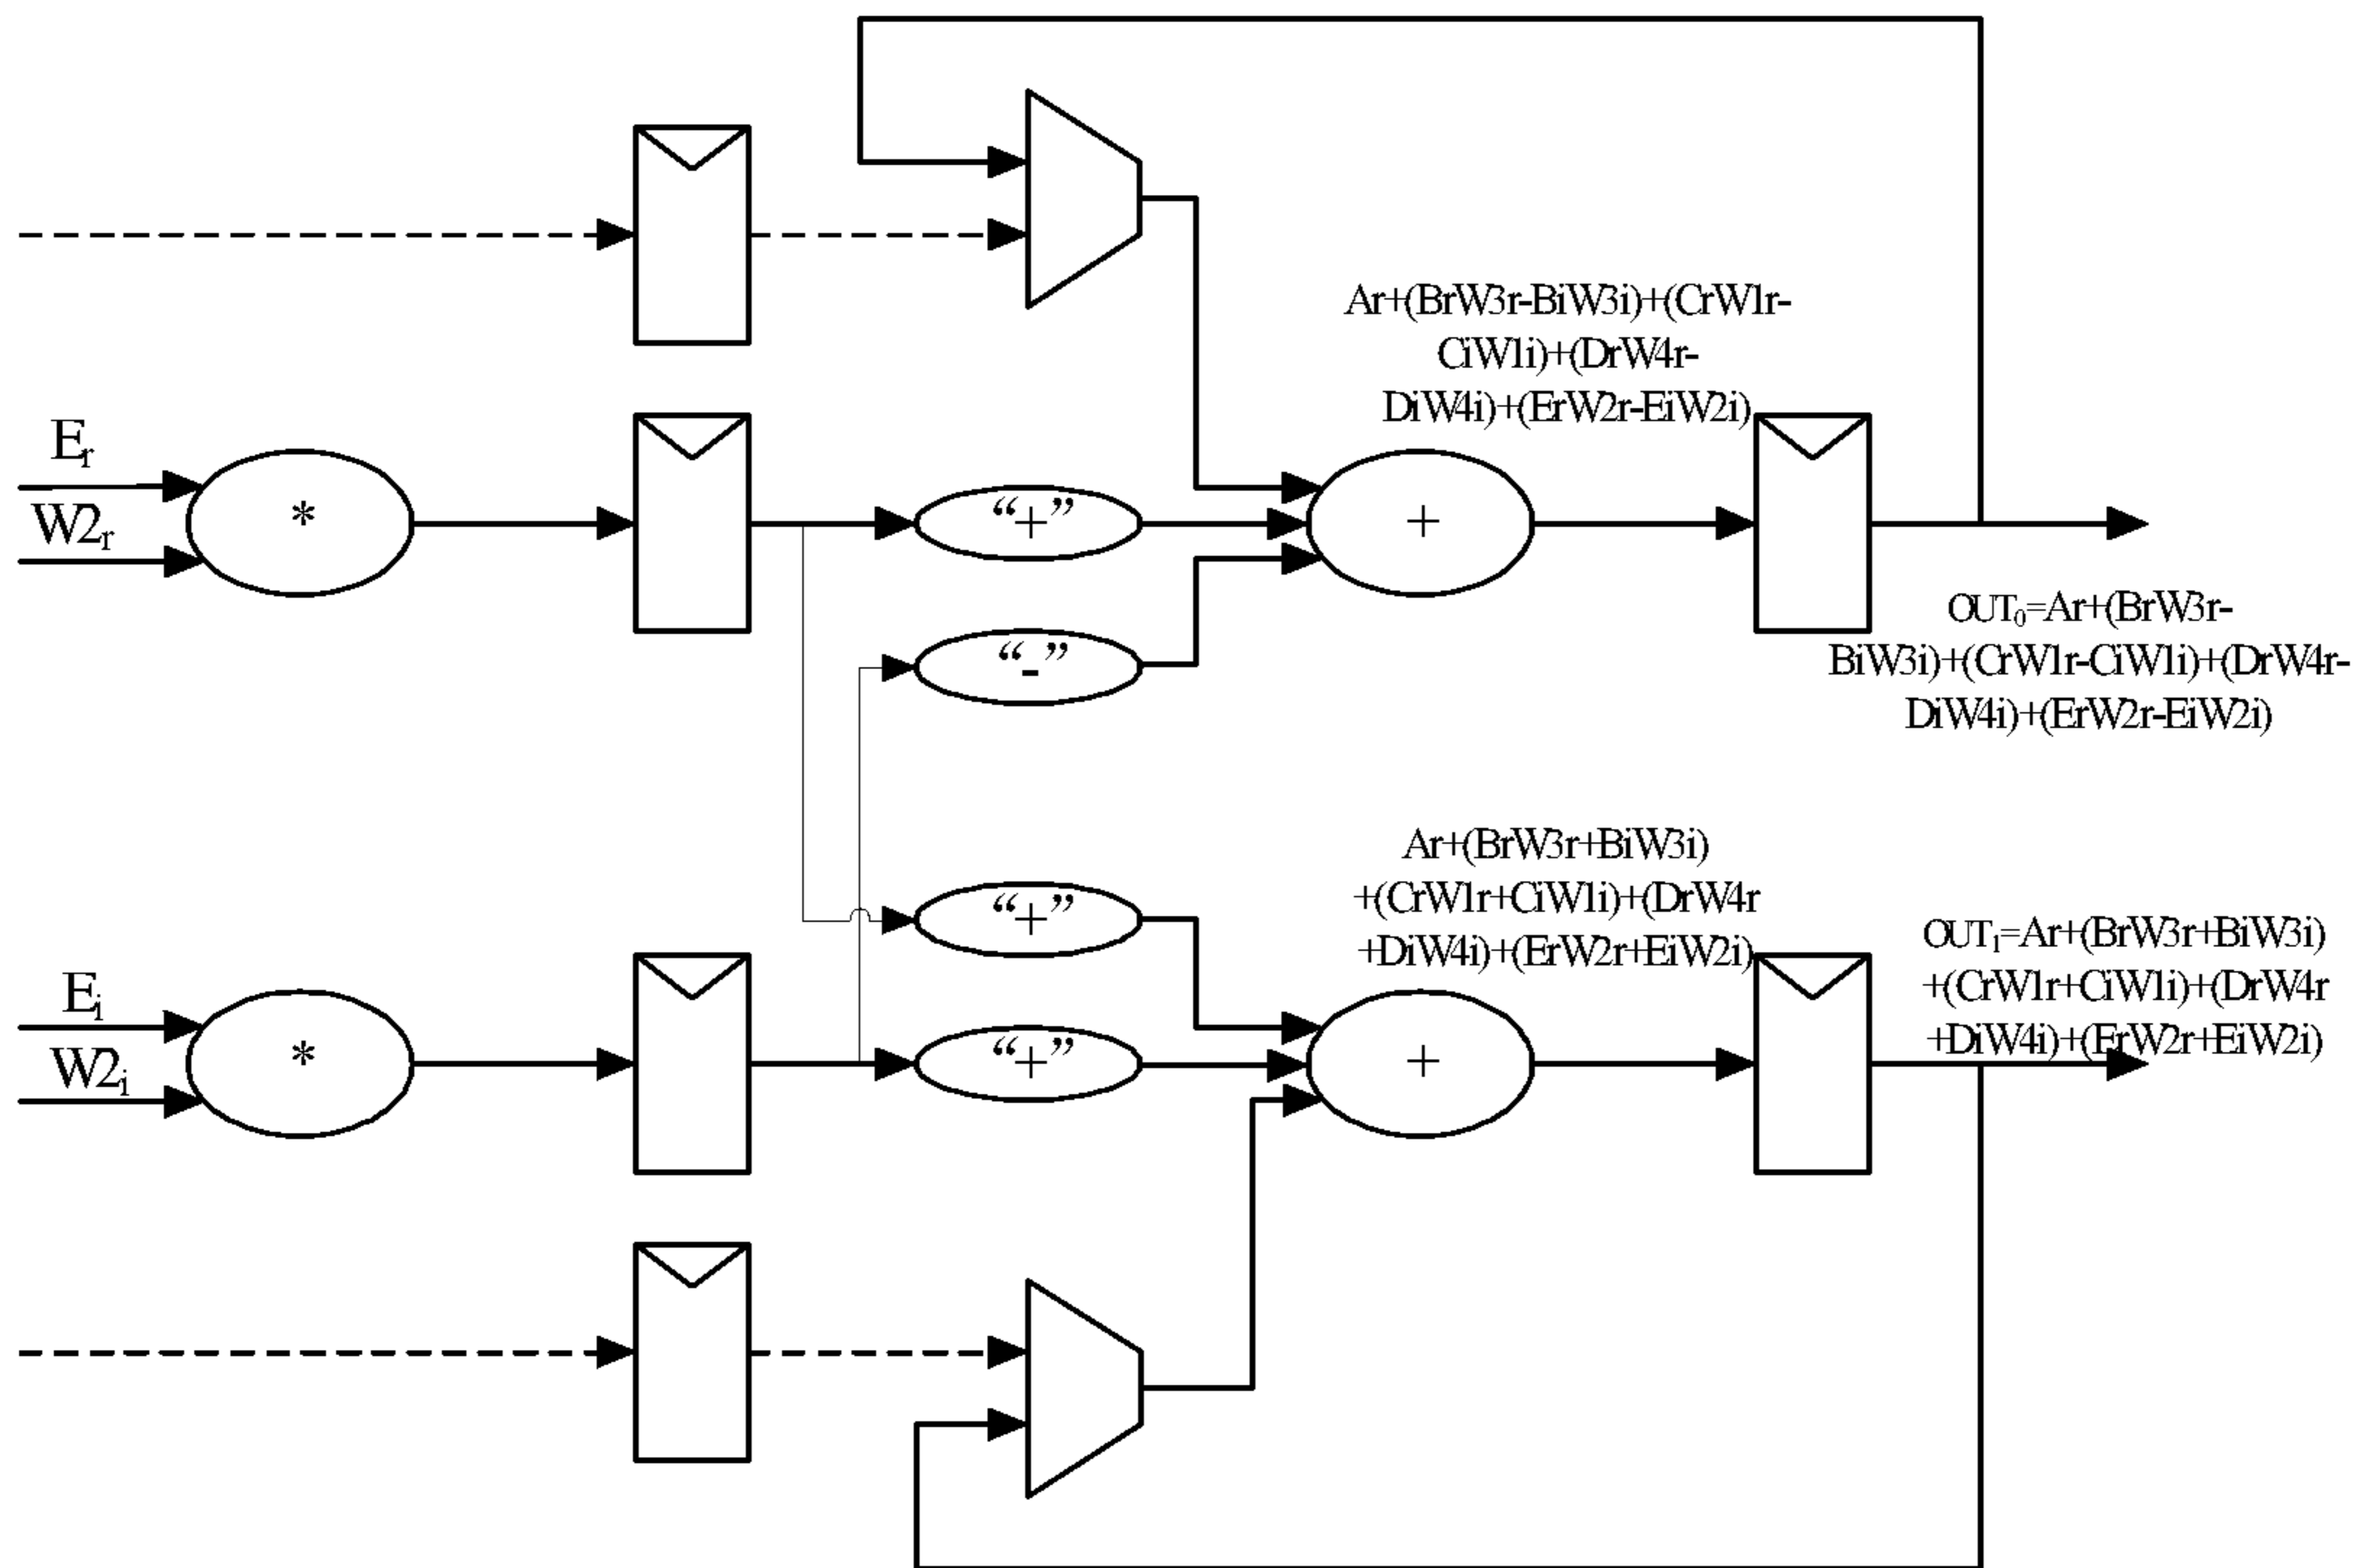 Ar+(BrW3r-BiW3i)+(CrW1r-
CiW1i)+(DrW4r-
DiW4i)+(ErW2r-EiW2i)
Er
W2r
*
“+”
+
OUT0=Ar+(BrW3r-
BiW3i)+(CrW1r-CiW1i)+(DrW4r-
DiW4i)+(ErW2r-EiW2i)
“-”
Ar+(BrW3r+BiW3i)
+(CrW1r+CiW1i)+(DrW4r
+DiW4i)+(ErW2r+EiW2i)
“+”
OUT1=Ar+(BrW3r+BiW3i)
+(CrW1r+CiW1i)+(DrW4r
+DiW4i)+(ErW2r+EiW2i)
Ei
W2i
*
“+”
+